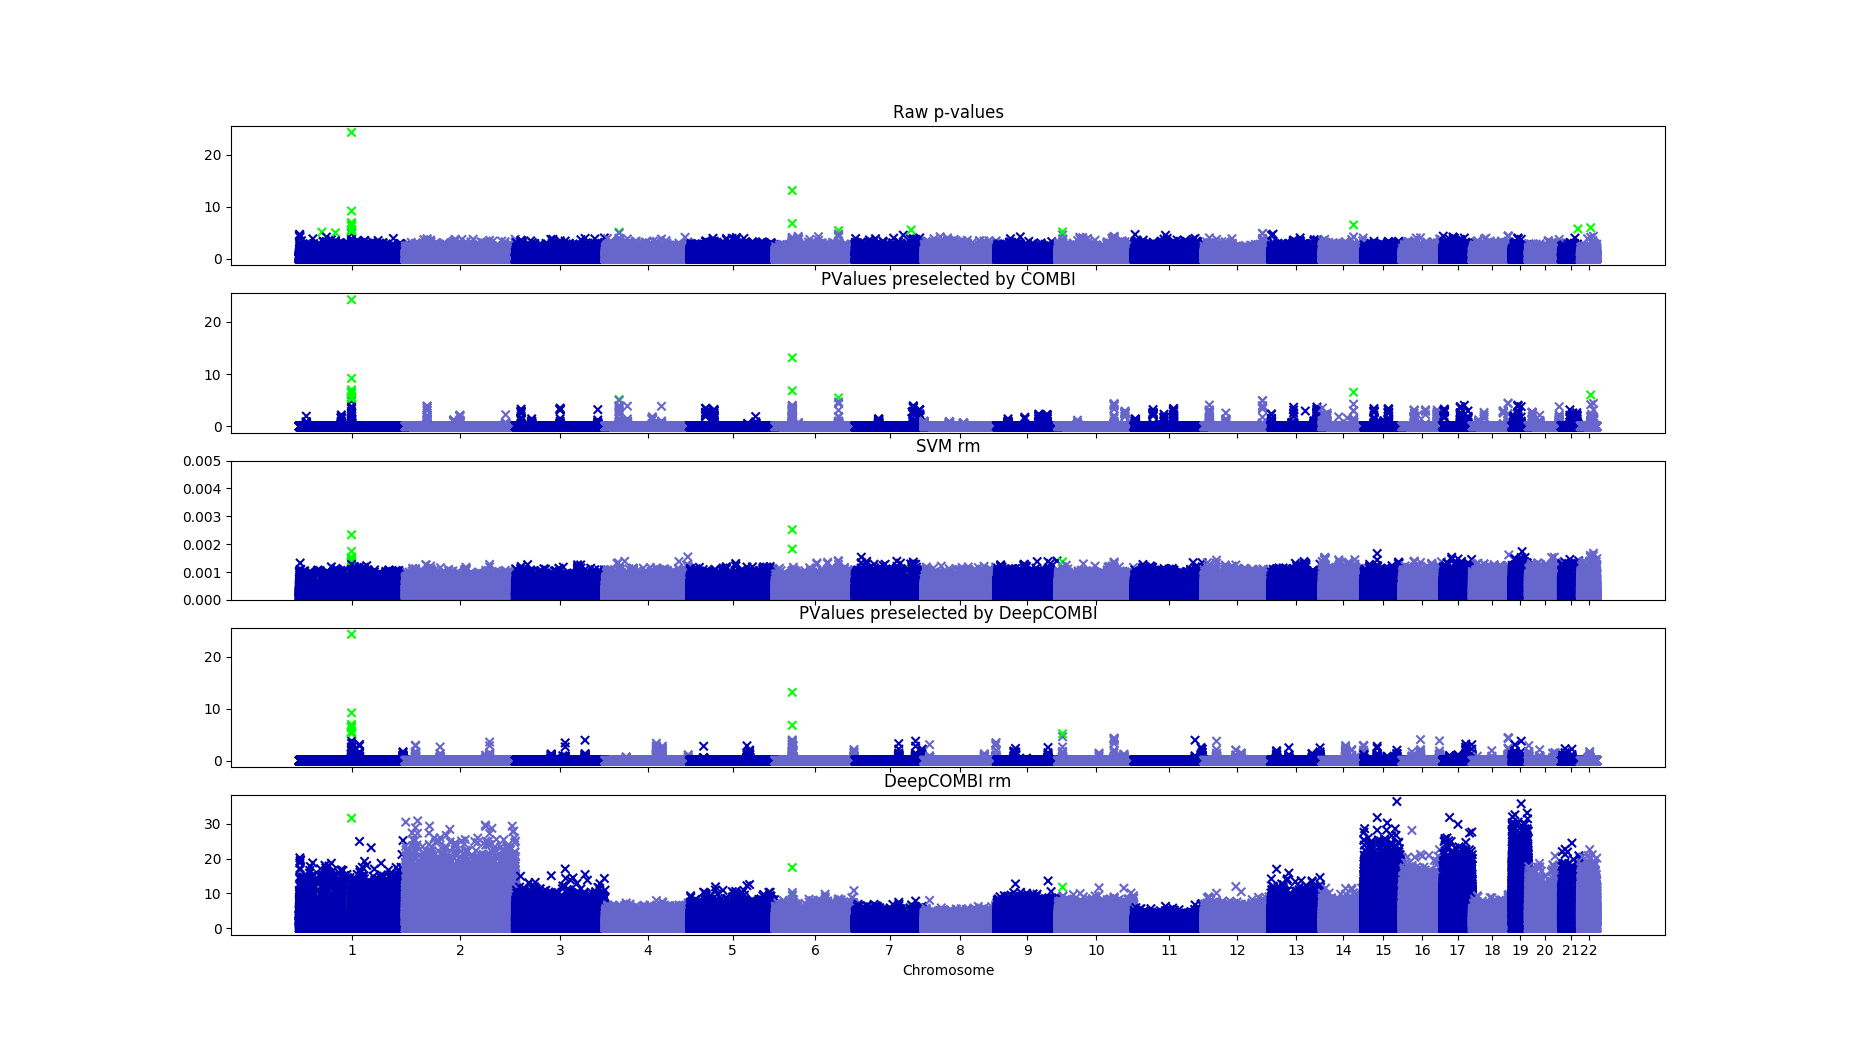 Raw p-values
20
10
0
PValues preselected by COMBI
20
10
0
SVM rm
0.005
0.004
0.003
0.002
0.001
0.000
PValues preselected by DeepCOMBI
20
10
0
DeepCOMBI rm
30
20
10
0
1 2 3 4 5 6 7 8 9 10 11 12 13 14 15 16 17 18 19 20 21 22
Chromosome